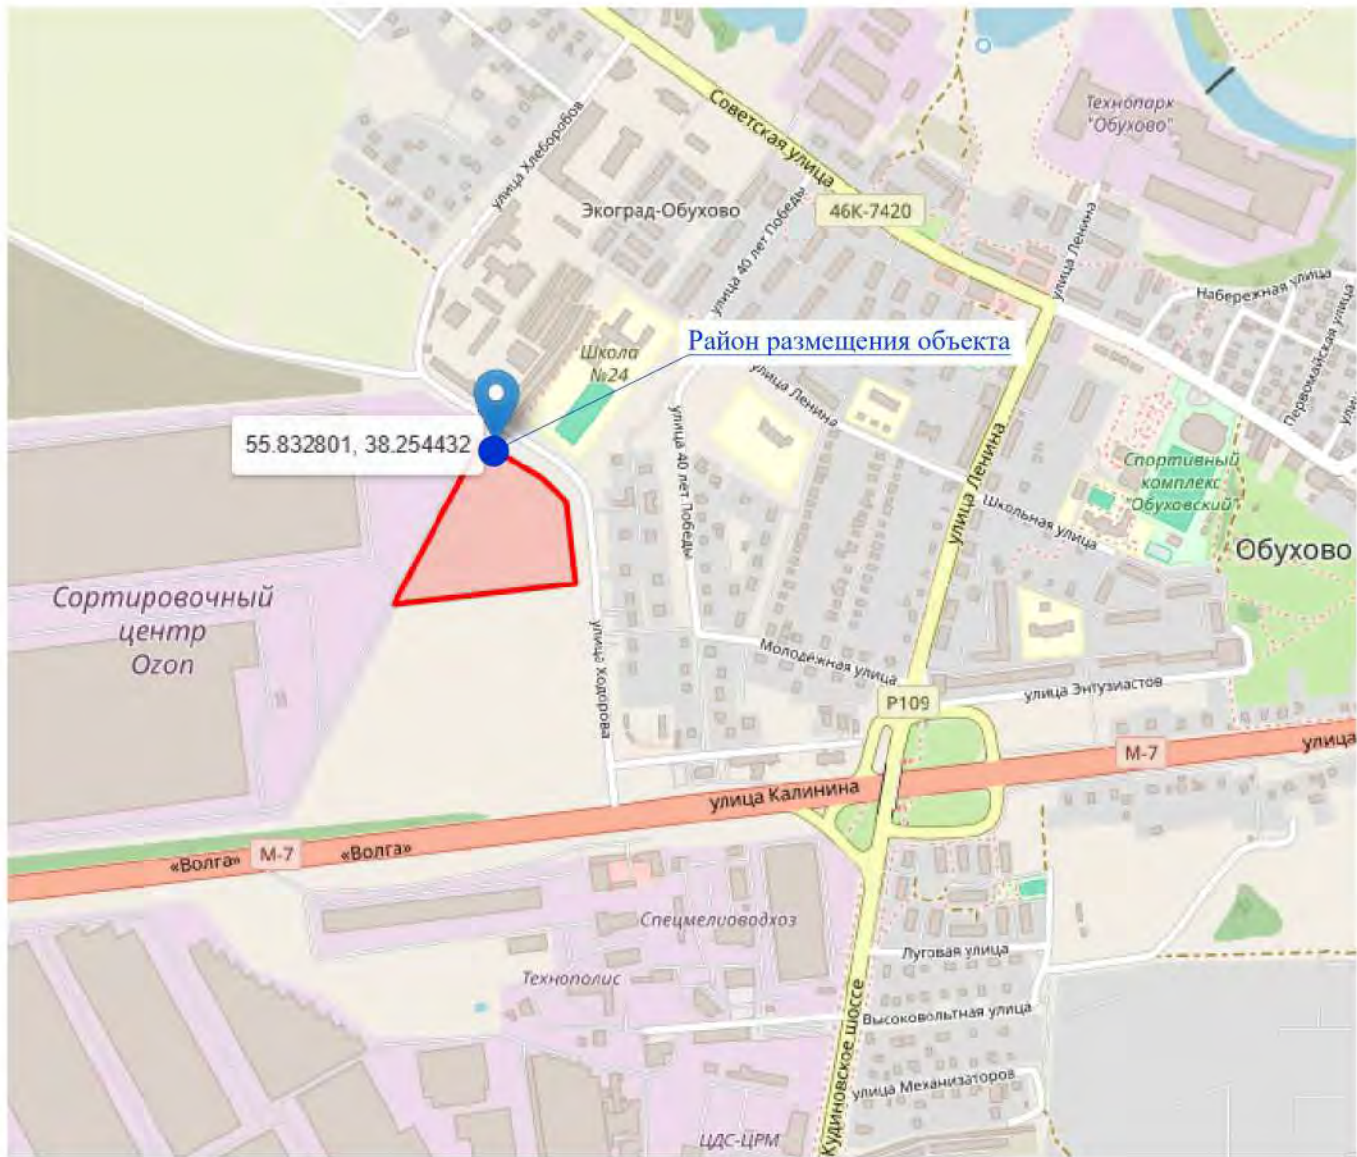 Советская улица
Технопарк
"Обухово"
улица Хлеборобов
Экоград-Обухово
46К-7420
улица 40 лет Победы
улица Ленина
Набережная улица
Первомайская улица
Школа
№24
Район размещения объекта
улица Ленина
55.832801, 38.254432
улица 40 лет Победы
улица Ленина
Школьная улица
Спортивный
комплекс
"Обуховский"
Обухово
Сортировочный
центр
Ozon
улица Ходорова
Молодёжная улица
Р109
улица Энтузиастов
М-7
улица
улица Калинина
«Волга»
М-7
«Волга»
Спецмелиоводхоз
Луговая улица
Технополис
Высоковольтная улица
Кудиновское шоссе
улица Механизаторов
ЦДС-ЦРМ